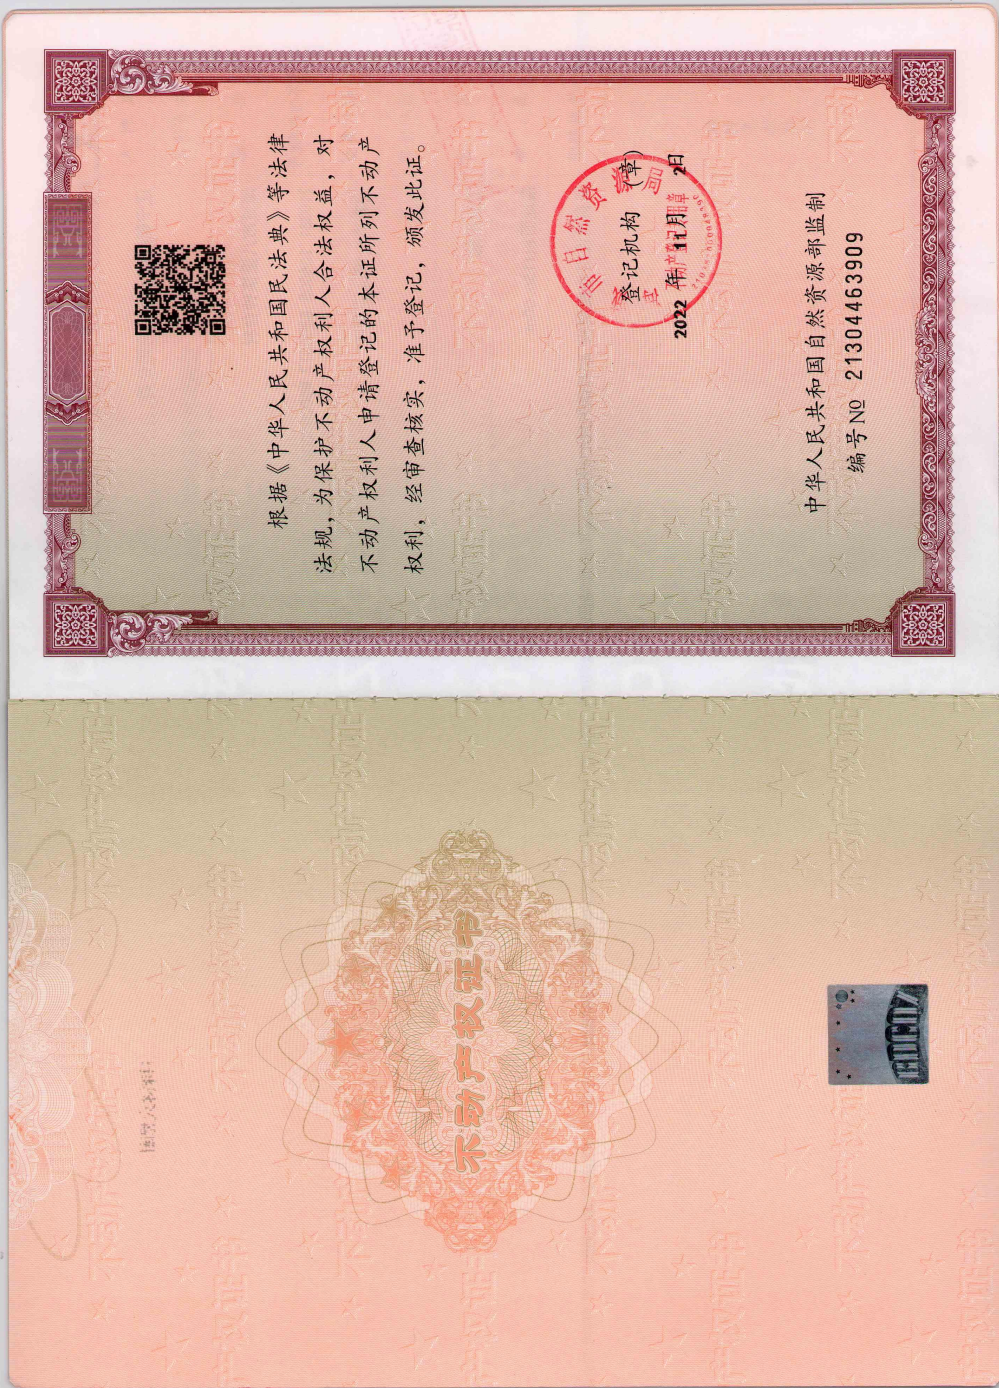 不动产权证书
BDCDJ
根据《中华人民共和国民法典》等法律
法规，为保护不动产权利人合法权益，对
不动产权利人申请登记的本证所列不动产
权利，经审查核实，准予登记，颁发此证。
登记机构（章）
2022 年 11月 2日
中华人民共和国自然资源部监制
编号№ 21304463909